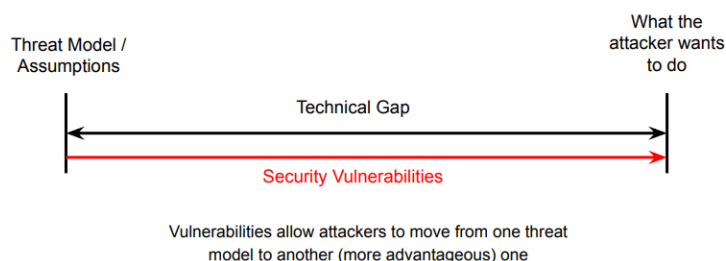 Threat Model /
Assumptions
What the
attacker wants
to do
Technical Gap
Security Vulnerabilities
Vulnerabilities allow attackers to move from one threat
model to another (more advantageous) one